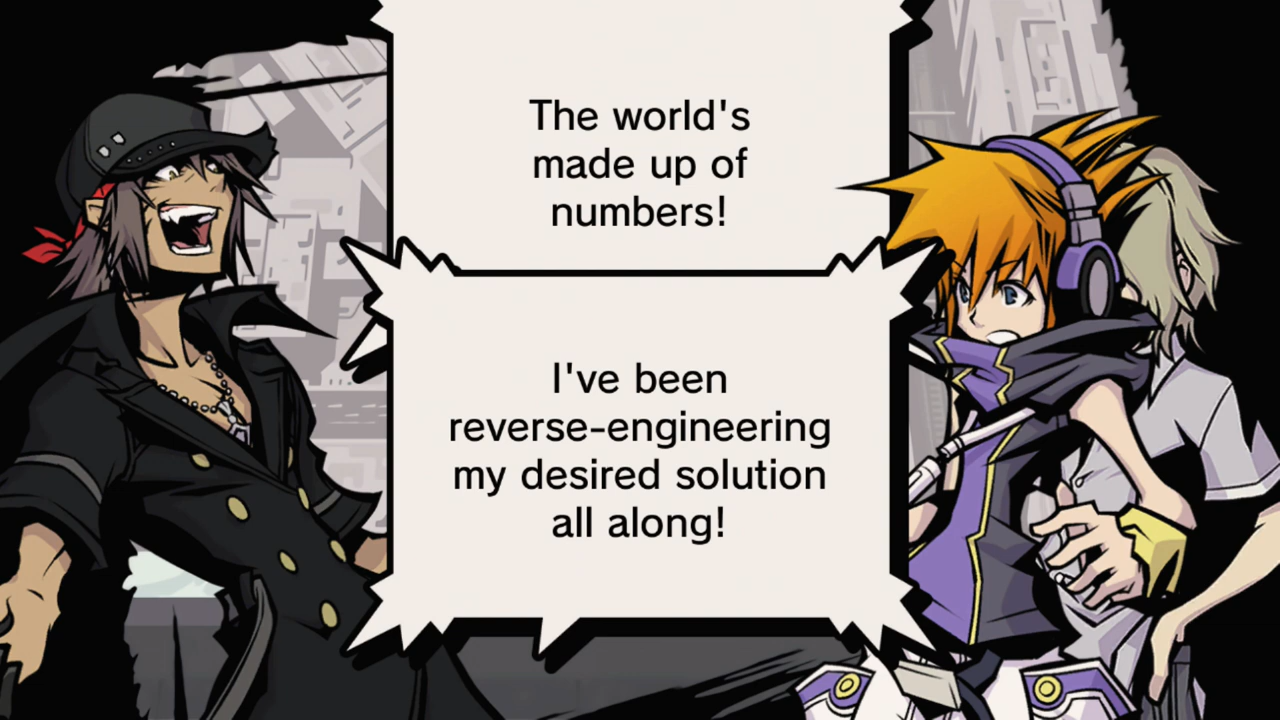 The world's
made up of
numbers!
I've been
reverse-engineering
my desired solution
all along!